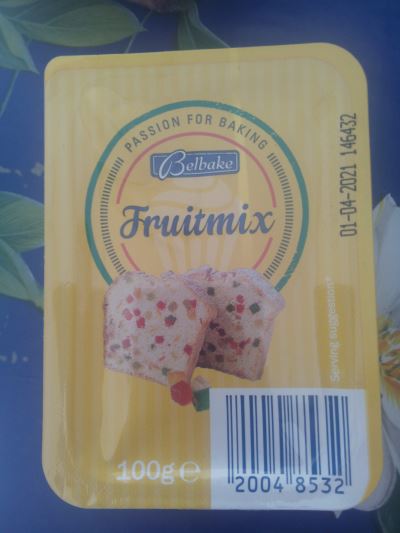 PASSION FOR BAKING
Belbake
Fruitmix
01-04-2021 146432
Serving suggestion*
100g ℮
2004 8532